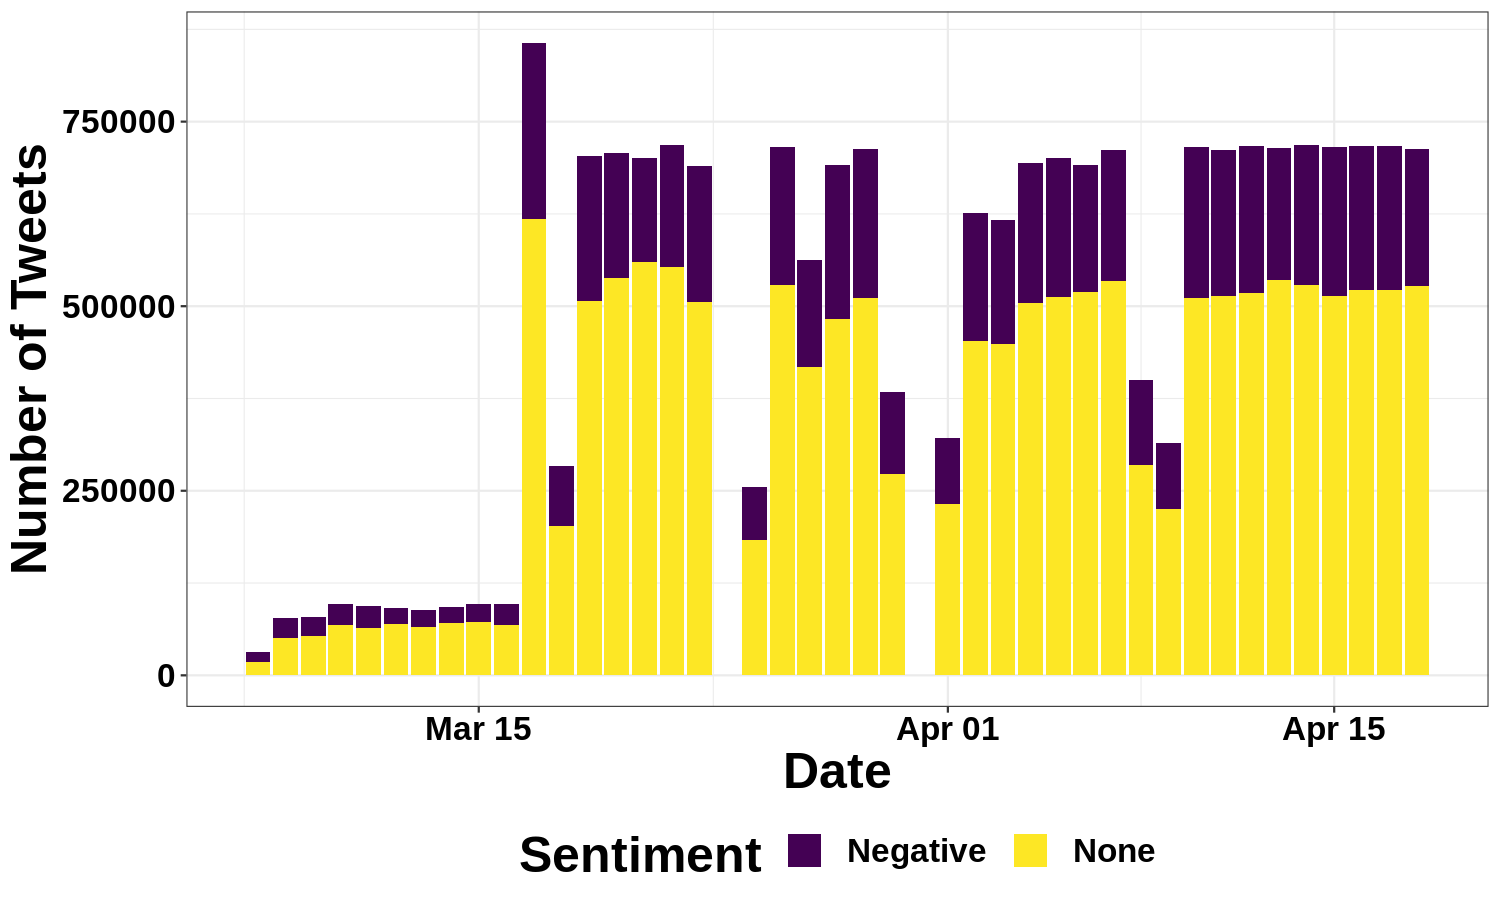 Number of Tweets
750000
500000
250000
0
Mar 15
Apr 01
Apr 15
Date
Sentiment
Negative
None